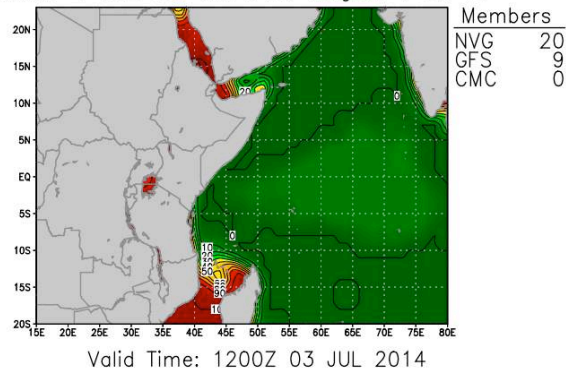 Members
NVG 20
GFS 9
CMC 0
20N
15N
10N
5N
EQ
5S
10S
15S
20S
20
0
0
10
20
50
90
10
15E 20E 25E 30E 35E 40E 45E 50E 55E 60E 65E 70E 75E 80E
Valid Time: 1200Z 03 JUL 2014